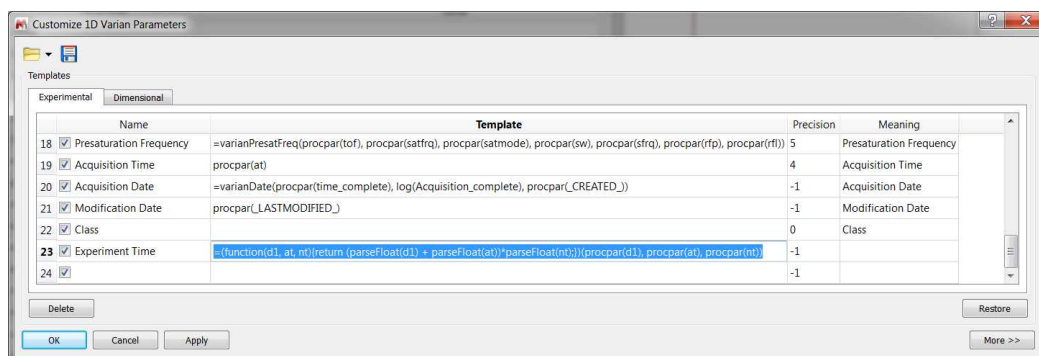 Customize 1D Varian Parameters
Templates
Experimental Dimensional
Name Template Precision Meaning
18 Presaturation Frequency =varianPresatFreq(procpar(tof), procpar(satfrq), procpar(satmode), procpar(sw), procpar(sfrq), procpar(rfp), procpar(rfl)) 5 Presaturation Frequency
19 Acquisition Time procpar(at) 4 Acquisition Time
20 Acquisition Date =varianDate(procpar(time_complete), log(Acquisition_complete), procpar(_CREATED_)) -1 Acquisition Date
21 Modification Date procpar(_LASTMODIFIED_) -1 Modification Date
22 Class 0 Class
23 Experiment Time =(function(d1, at, nt){return (parseFloat(d1) + parseFloat(at))*parseFloat(nt);})(procpar(d1), procpar(at), procpar(nt)) -1
24 -1
Delete Restore
OK Cancel Apply More >>